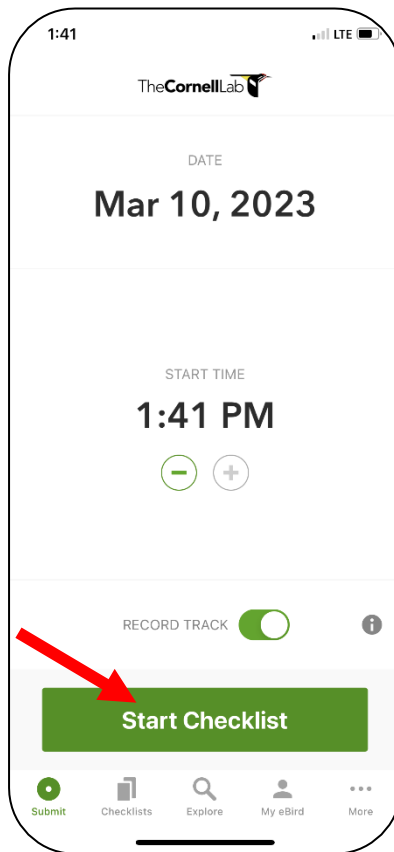 1:41 LTE
TheCornellLab
DATE
Mar 10, 2023
START TIME
1:41 PM
RECORD TRACK
Start Checklist
Submit Checklists Explore My eBird More